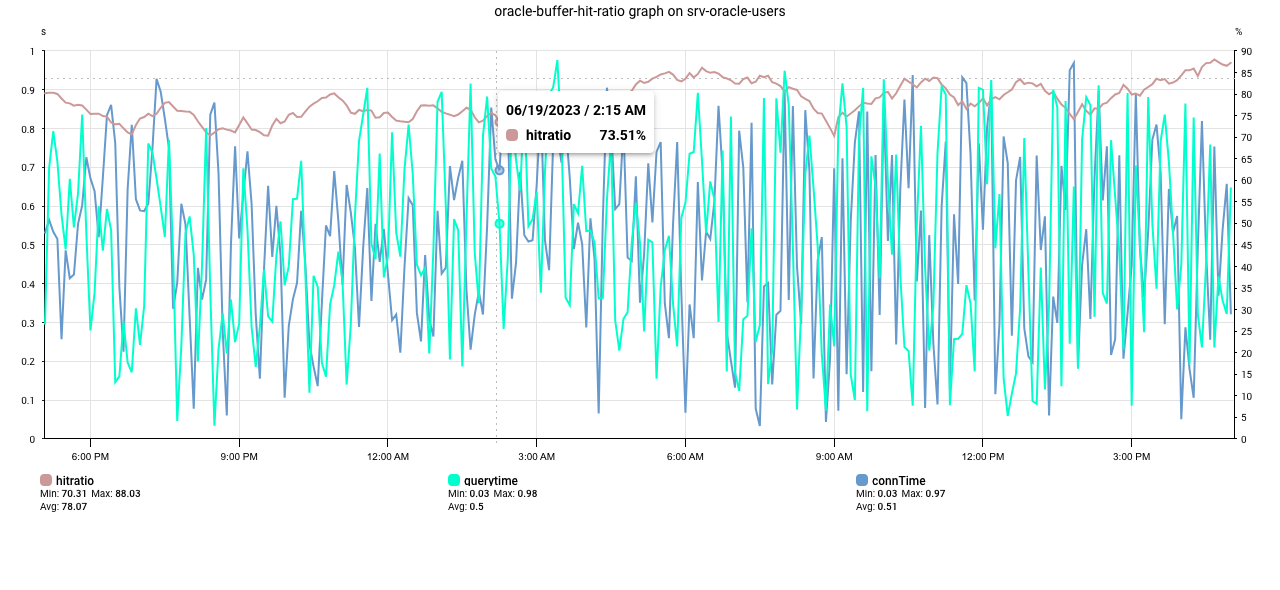 oracle-buffer-hit-ratio graph on srv-oracle-users
s %
1 90
85
0.9 80
75
0.8
70
0.7 65
60
0.6
55
50
0.5
45
40
0.4
35
0.3 30
25
0.2 20
15
0.1 10
5
0 0
06/19/2023 / 2:15 AM
hitratio 73.51%
6:00 PM 9:00 PM 12:00 AM 3:00 AM 6:00 AM 9:00 AM 12:00 PM 3:00 PM
hitratio querytime connTime
Min: 70.31 Max: 88.03 Min: 0.03 Max: 0.98 Min: 0.03 Max: 0.97
Avg: 78.07 Avg: 0.5 Avg: 0.51